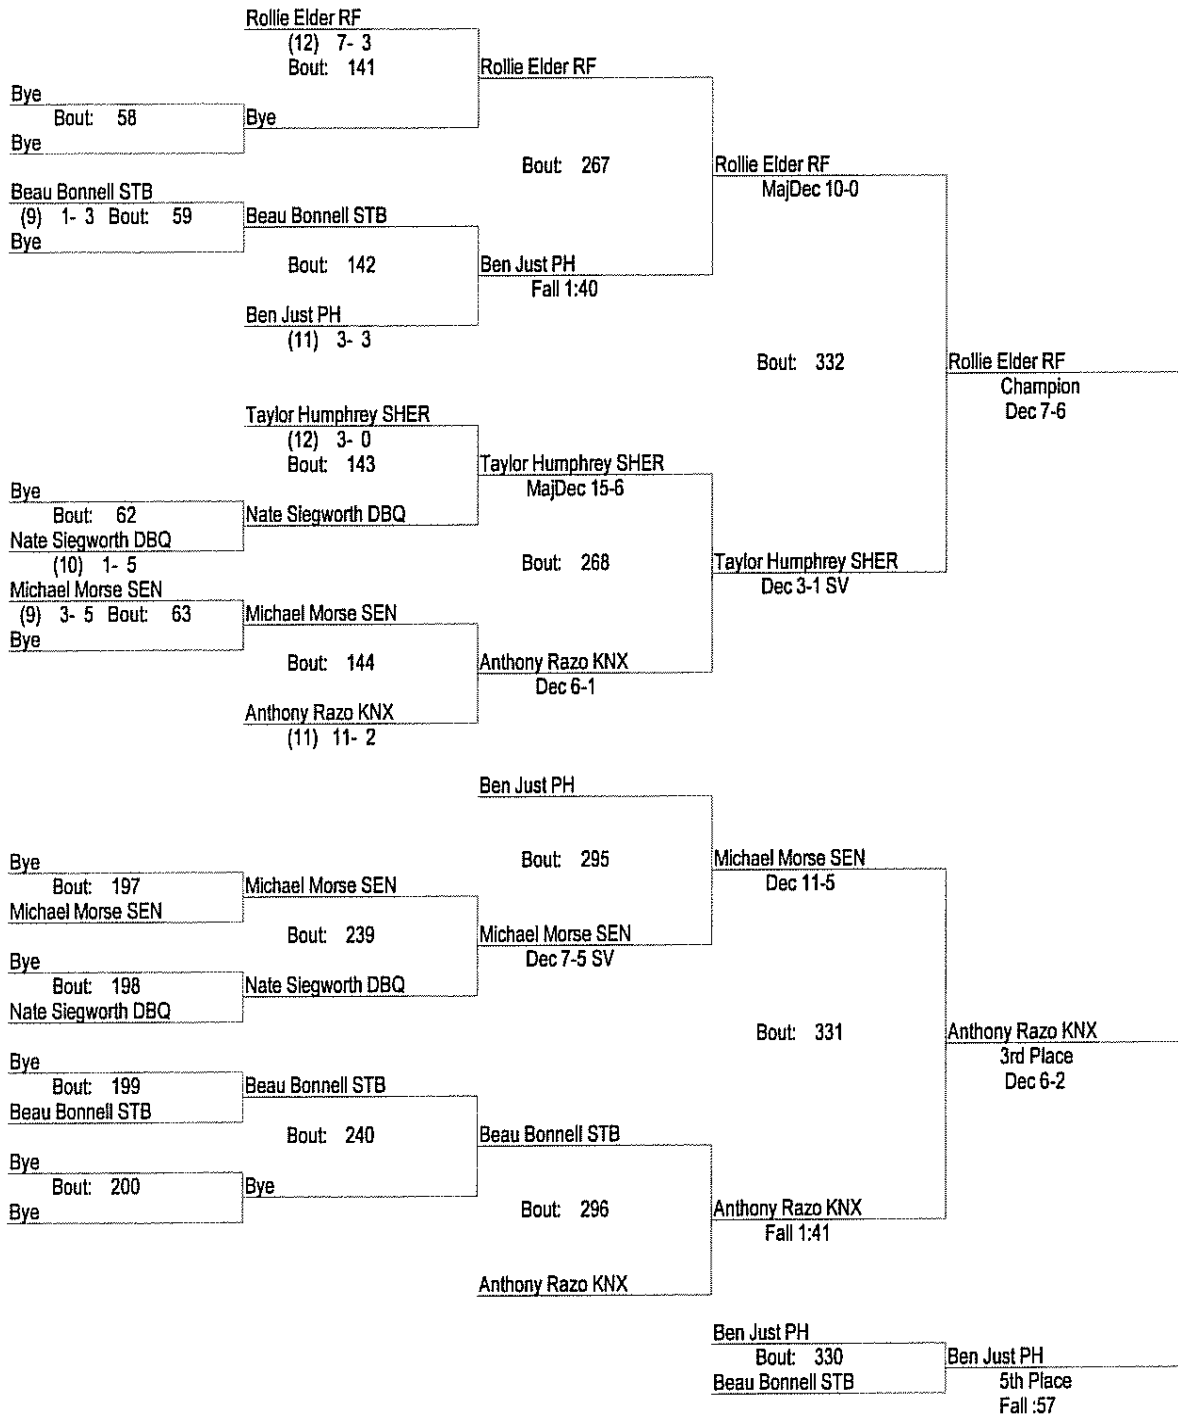 Rollie Elder RF
(12) 7- 3
Bout: 141
Rollie Elder RF
Bye
Bout: 58
Bye
Bye
Bout: 267
Rollie Elder RF
MajDec 10-0
Beau Bonnell STB
(9) 1- 3 Bout: 59
Bye
Beau Bonnell STB
Bout: 142
Ben Just PH
Fall 1:40
Ben Just PH
(11) 3- 3
Bout: 332
Rollie Elder RF
Champion
Dec 7-6
Taylor Humphrey SHER
(12) 3- 0
Bout: 143
Taylor Humphrey SHER
MajDec 15-6
Bye
Bout: 62
Nate Siegworth DBQ
Nate Siegworth DBQ
(10) 1- 5
Bout: 268
Taylor Humphrey SHER
Dec 3-1 SV
Michael Morse SEN
(9) 3- 5 Bout: 63
Bye
Michael Morse SEN
Bout: 144
Anthony Razo KNX
Dec 6-1
Anthony Razo KNX
(11) 11- 2
Ben Just PH
Bout: 295
Michael Morse SEN
Dec 11-5
Bye
Bout: 197
Michael Morse SEN
Michael Morse SEN
Bout: 239
Michael Morse SEN
Dec 7-5 SV
Bye
Bout: 198
Nate Siegworth DBQ
Nate Siegworth DBQ
Bout: 331
Anthony Razo KNX
3rd Place
Dec 6-2
Bye
Bout: 199
Beau Bonnell STB
Beau Bonnell STB
Bout: 240
Beau Bonnell STB
Bye
Bout: 200
Bye
Bye
Bout: 296
Anthony Razo KNX
Fall 1:41
Anthony Razo KNX
Ben Just PH
Bout: 330
Beau Bonnell STB
Ben Just PH
5th Place
Fall :57